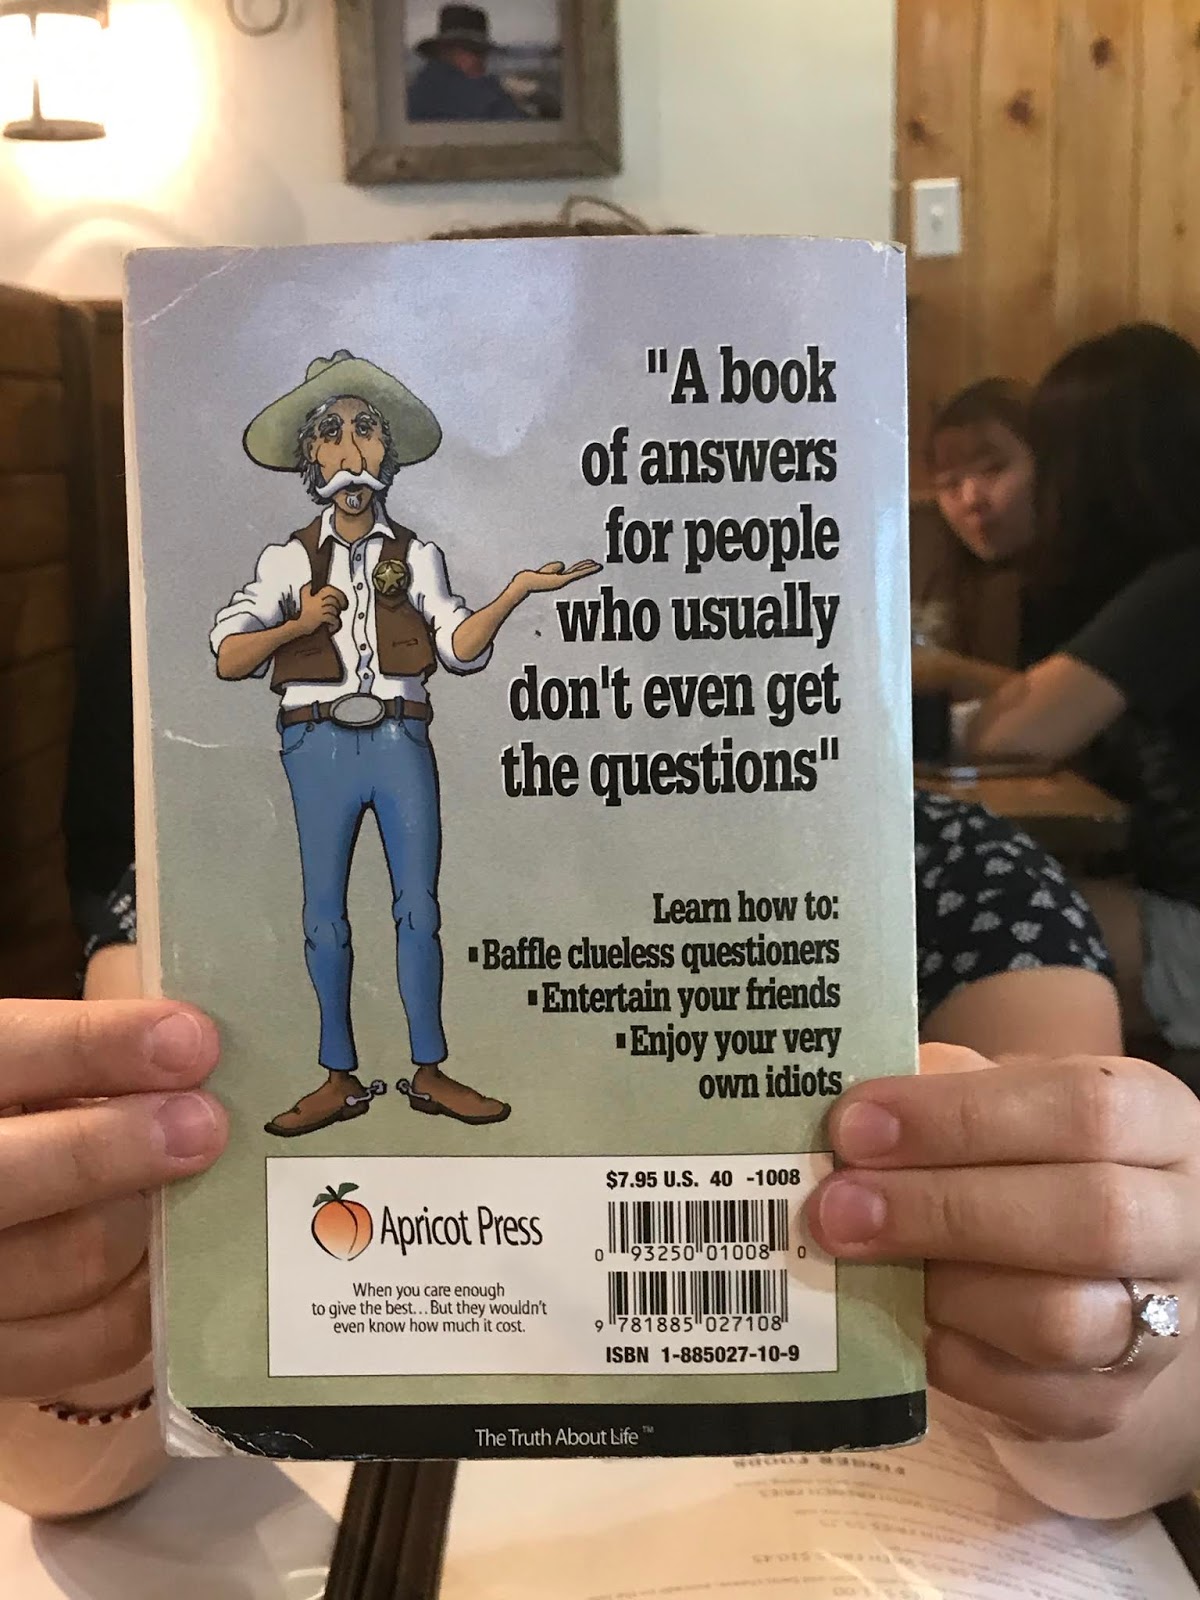 "A book
of answers
for people
who usually
don't even get
the questions"
Learn how to:
▪ Baffle clueless questioners
▪ Entertain your friends
▪ Enjoy your very
own idiots
$7.95 U.S. 40 -1008
Apricot Press
0 93250 01008 0
When you care enough
to give the best... But they wouldn't
even know how much it cost.
9 781885 027108
ISBN 1-885027-10-9
The Truth About Life™
FINGER FOODS